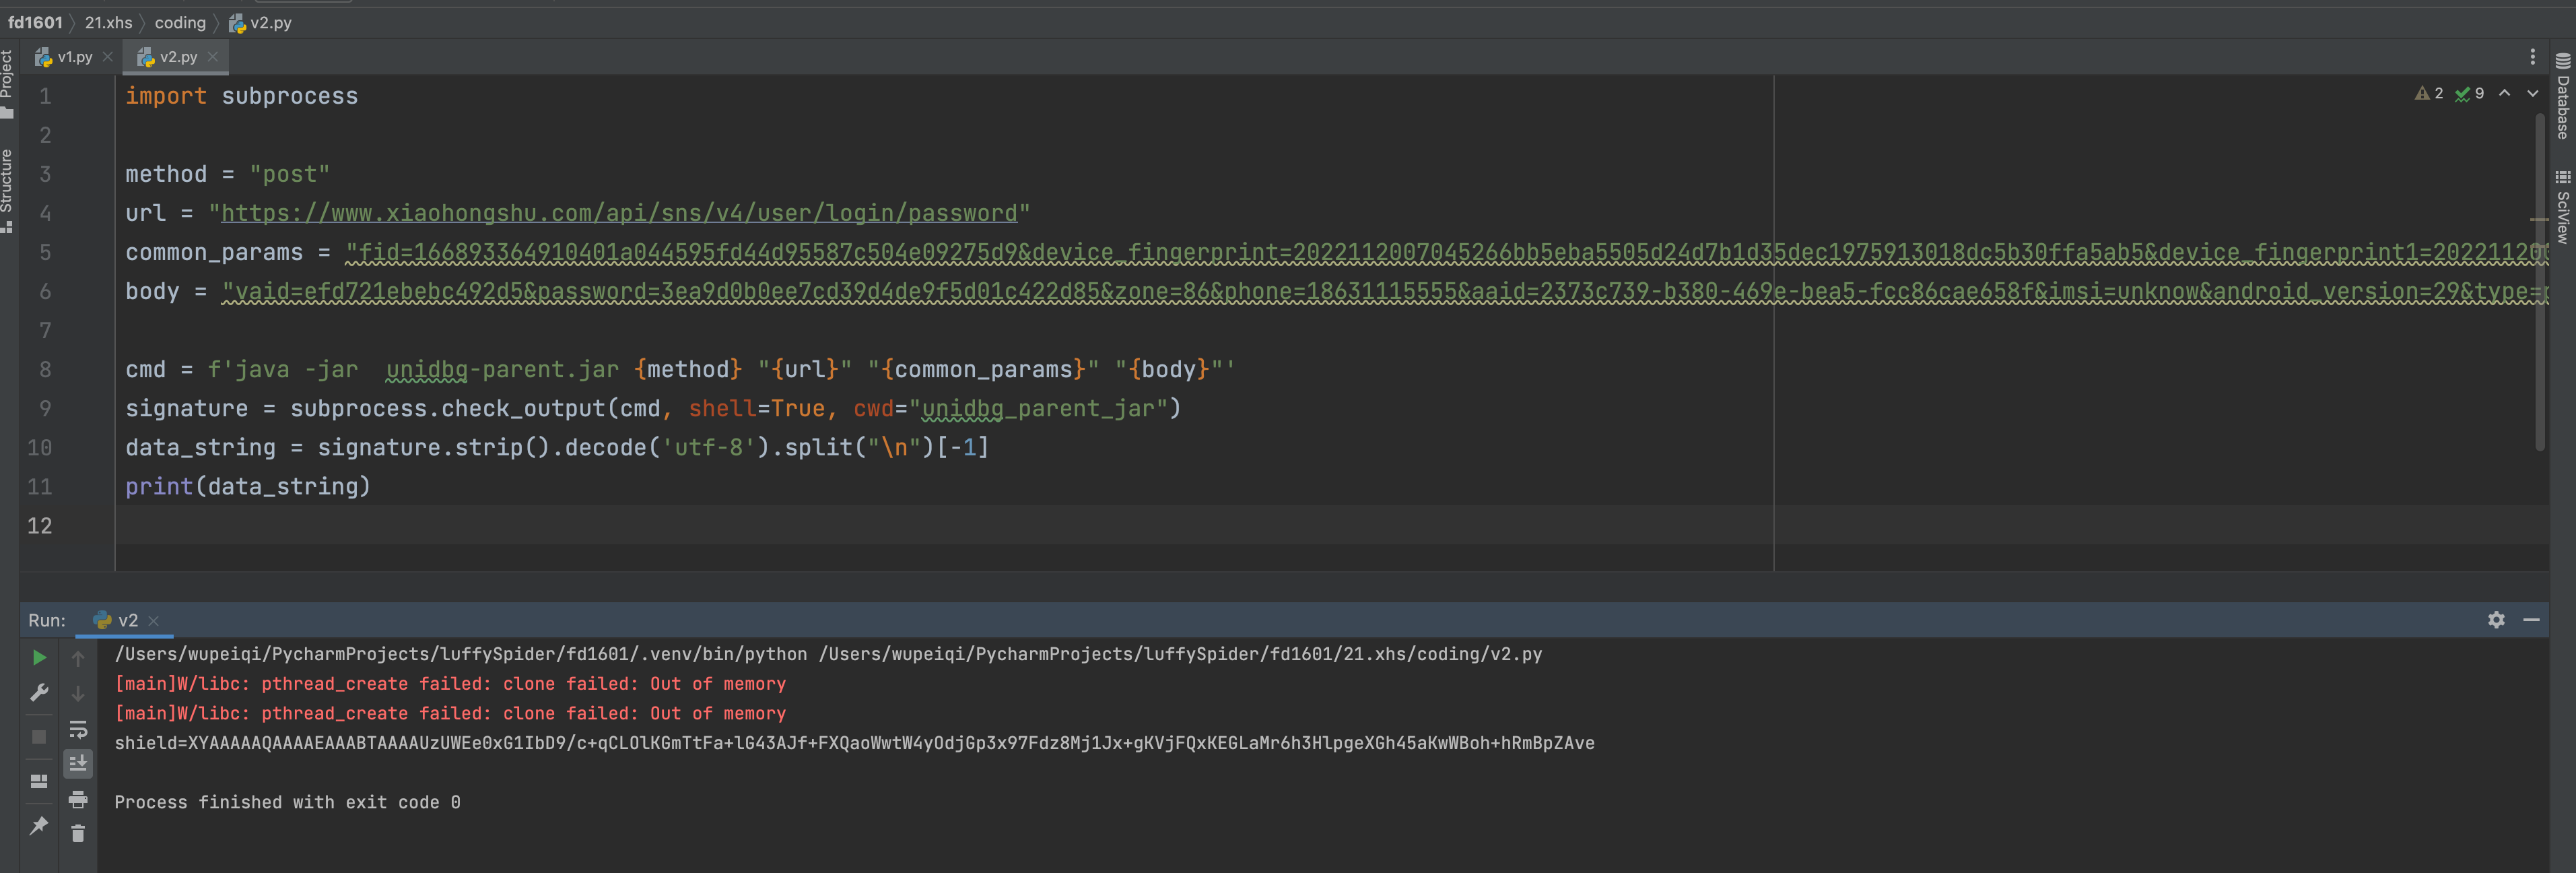 fd1601 21.xhs coding v2.py
v1.py v2.py
Project
Structure
Database
SciView
2 9
1 import subprocess
2
3 method = "post"
4 url = "https://www.xiaohongshu.com/api/sns/v4/user/login/password"
5 common_params = "fid=166893364910401a044595fd44d95587c504e09275d9&device_fingerprint=2022112007045266bb5eba5505d24d7b1d35dec1975913018dc5b30ffa5ab5&device_fingerprint1=20221120
6 body = "vaid=efd721ebebc492d5&password=3ea9d0b0ee7cd39d4de9f5d01c422d85&zone=86&phone=18631115555&aaid=2373c739-b380-469e-bea5-fcc86cae658f&imsi=unknow&android_version=29&type=
7
8 cmd = f'java -jar  unidbg-parent.jar {method} "{url}" "{common_params}" "{body}"'
9 signature = subprocess.check_output(cmd, shell=True, cwd="unidbg_parent_jar")
10 data_string = signature.strip().decode('utf-8').split("\n")[-1]
11 print(data_string)
12
Run: v2
/Users/wupeiqi/PycharmProjects/luffySpider/fd1601/.venv/bin/python /Users/wupeiqi/PycharmProjects/luffySpider/fd1601/21.xhs/coding/v2.py
[main]W/libc: pthread_create failed: clone failed: Out of memory
[main]W/libc: pthread_create failed: clone failed: Out of memory
shield=XYAAAAAQAAAAEAAABTAAAAUzUWEe0xG1IbD9/c+qCLOlKGmTtFa+lG43AJf+FXQaoWwtW4yOdjGp3x97Fdz8Mj1Jx+gKVjFQxKEGLaMr6h3HlpgeXGh45aKwWBoh+hRmBpZAve
Process finished with exit code 0